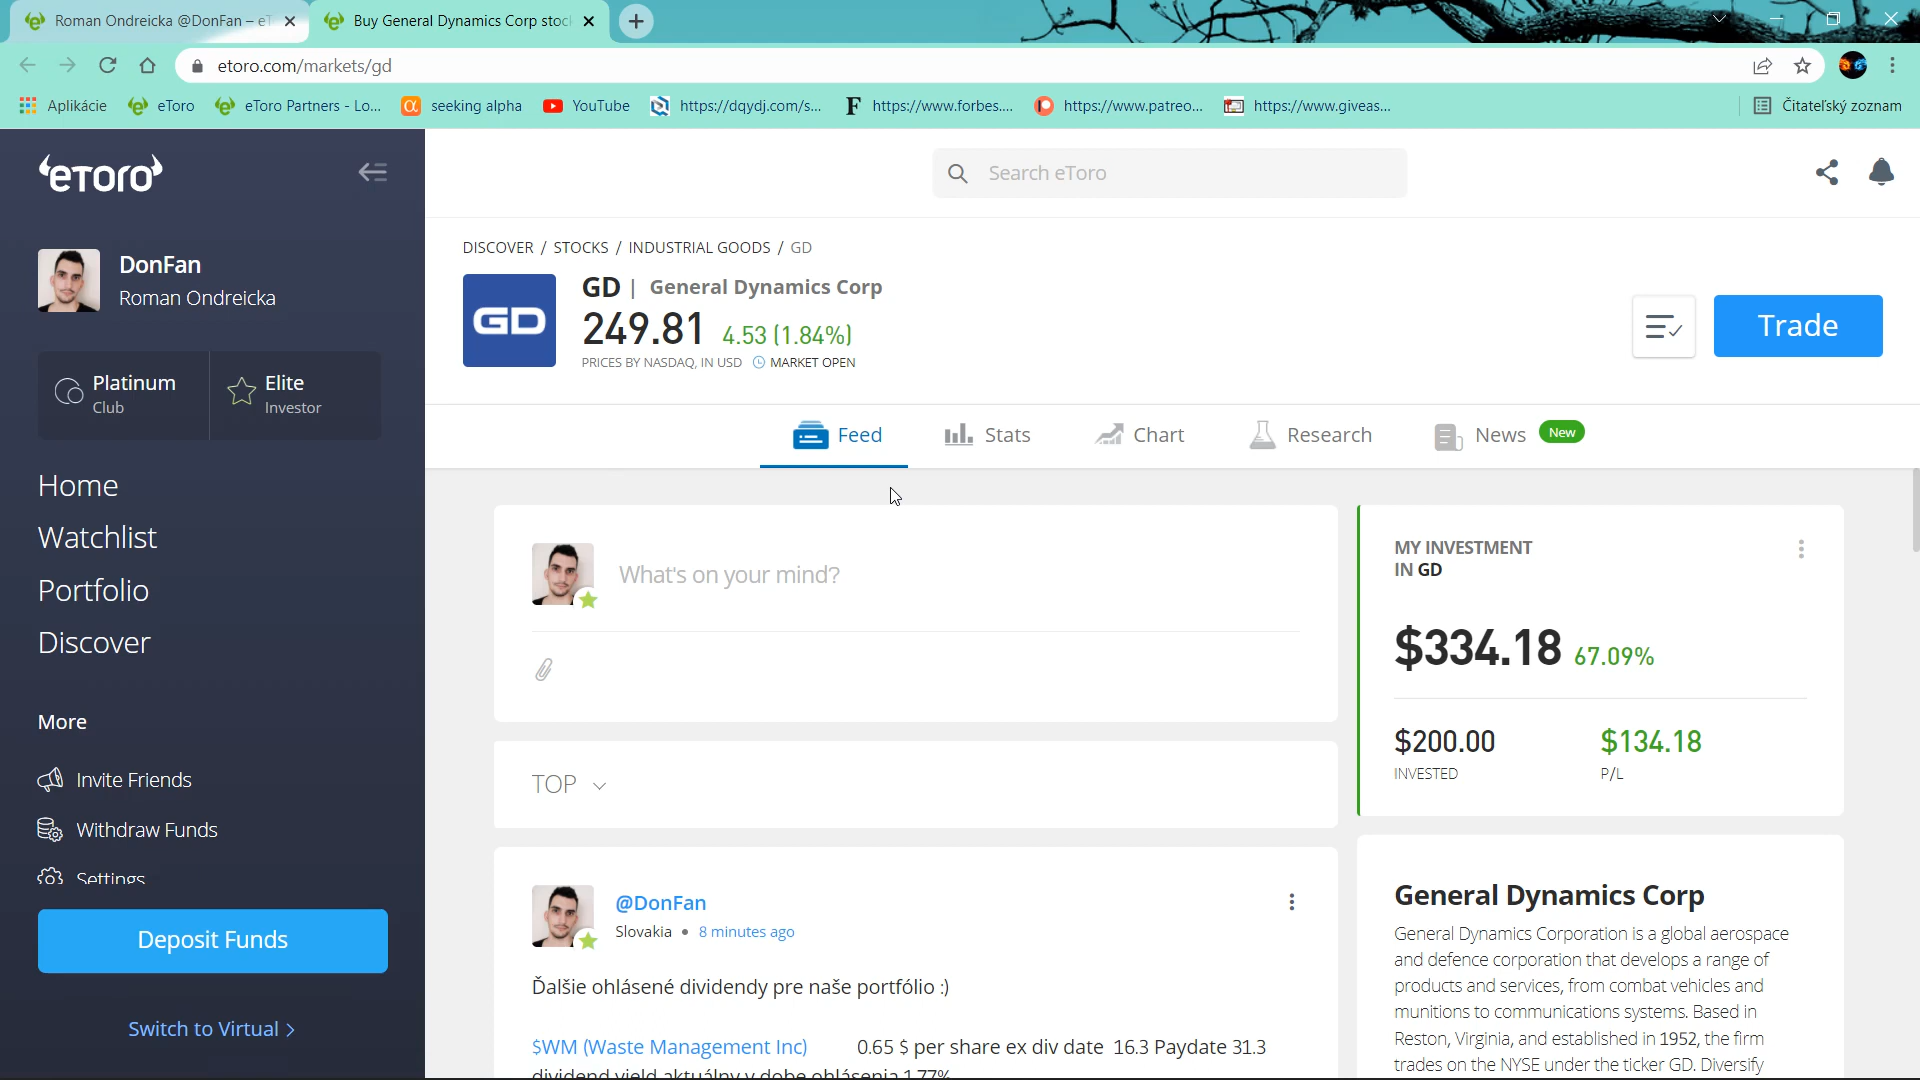 Roman Ondreicka @DonFan – eT
Buy General Dynamics Corp stoc
etoro.com/markets/gd
Aplikácie
eToro
eToro Partners - Lo...
seeking alpha
YouTube
https://dqydj.com/s...
https://www.forbes....
https://www.patreo...
https://www.giveas...
Čitateľský zoznam
eToro
Search eToro
DonFan
Roman Ondreicka
Platinum
Club
Elite
Investor
Home
Watchlist
Portfolio
Discover
More
Invite Friends
Withdraw Funds
Settings
Deposit Funds
Switch to Virtual >
DISCOVER / STOCKS / INDUSTRIAL GOODS / GD
GD
GD | General Dynamics Corp
249.81 4.53 (1.84%)
PRICES BY NASDAQ, IN USD MARKET OPEN
Trade
Feed
Stats
Chart
Research
News
New
What's on your mind?
TOP
@DonFan
Slovakia • 8 minutes ago
Ďalšie ohlásené dividendy pre naše portfólio :)
$WM (Waste Management Inc) 0.65 $ per share ex div date 16.3 Paydate 31.3
dividend yield aktuálny v dobe ohlásenia 1.77%
MY INVESTMENT
IN GD
$334.18 67.09%
$200.00
INVESTED
$134.18
P/L
General Dynamics Corp
General Dynamics Corporation is a global aerospace
and defence corporation that develops a range of
products and services, from combat vehicles and
munitions to communications systems. Based in
Reston, Virginia, and established in 1952, the firm
trades on the NYSE under the ticker GD. Diversify